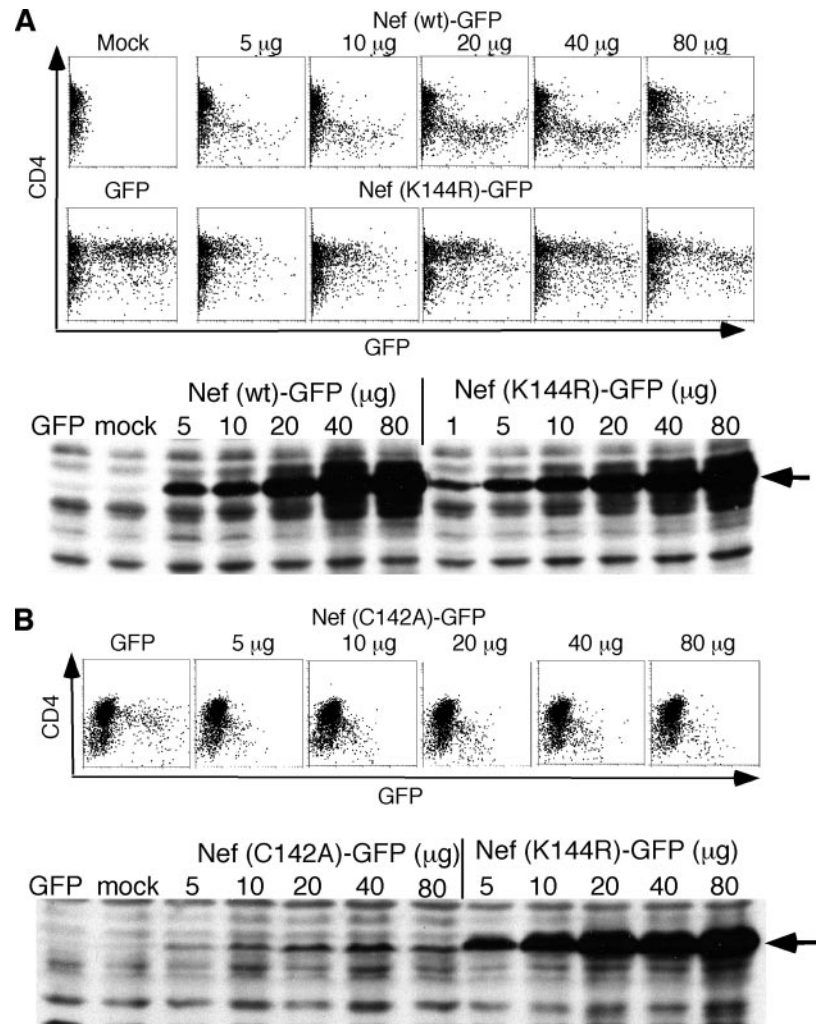 A
Nef (wt)-GFP
Mock 5 µg 10 µg 20 µg 40 µg 80 µg
CD4
GFP Nef (K144R)-GFP
GFP
Nef (wt)-GFP (µg) Nef (K144R)-GFP (µg)
GFP mock 5 10 20 40 80 1 5 10 20 40 80
B
Nef (C142A)-GFP
GFP 5 µg 10 µg 20 µg 40 µg 80 µg
CD4
GFP
Nef (C142A)-GFP (µg) Nef (K144R)-GFP (µg)
GFP mock 5 10 20 40 80 5 10 20 40 80